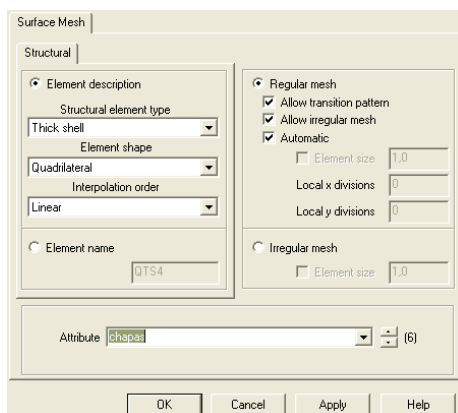 Surface Mesh
Structural
Element description
Structural element type
Thick shell
Element shape
Quadrilateral
Interpolation order
Linear
Element name
QTS4
Regular mesh
Allow transition pattern
Allow irregular mesh
Automatic
Element size 1,0
Local x divisions 0
Local y divisions 0
Irregular mesh
Element size 1,0
Attribute chapas (6)
OK Cancel Apply Help